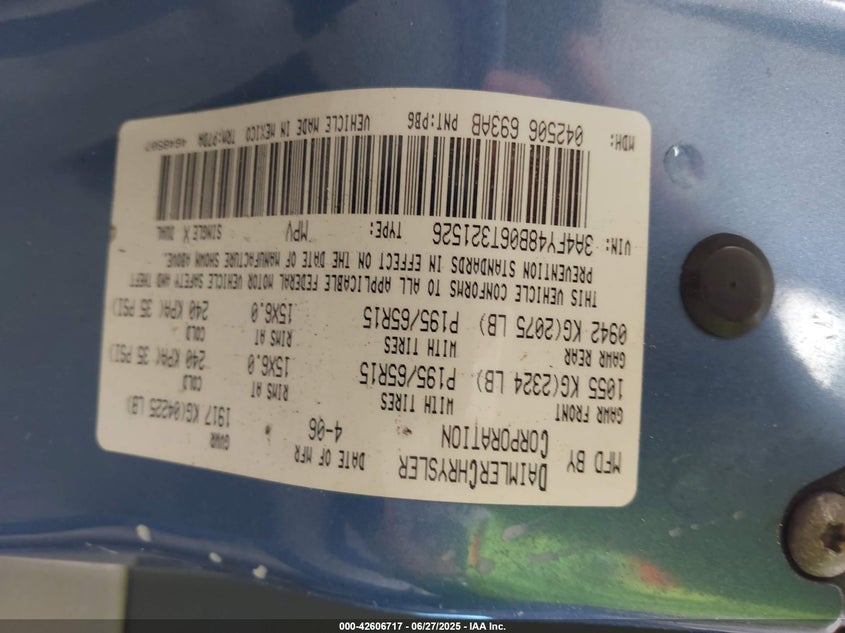 MFD BY DAIMLERCHRYSLER CORPORATION DATE OF MFR 4-06 GVWR 1917 KG(04225 LB)
GAWR FRONT WITH TIRES RIMS AT COLD
1055 KG(2324 LB) P195/65R15 15X6.0 240 KPA( 35 PSI)
GAWR REAR WITH TIRES RIMS AT COLD
0942 KG(2075 LB) P195/65R15 15X6.0 240 KPA( 35 PSI)
THIS VEHICLE CONFORMS TO ALL APPLICABLE FEDERAL MOTOR VEHICLE SAFETY AND THEFT
PREVENTION STANDARDS IN EFFECT ON THE DATE OF MANUFACTURE SHOWN ABOVE.
VIN: 3A4FY48B06T321526 TYPE: MPV SINGLE X DUAL
MDH: 042506 693AB PNT:PB6 VEHICLE MADE IN MEXICO TRM:P7DW 4648507
000-42606717 - 06/27/2025 - IAA Inc.